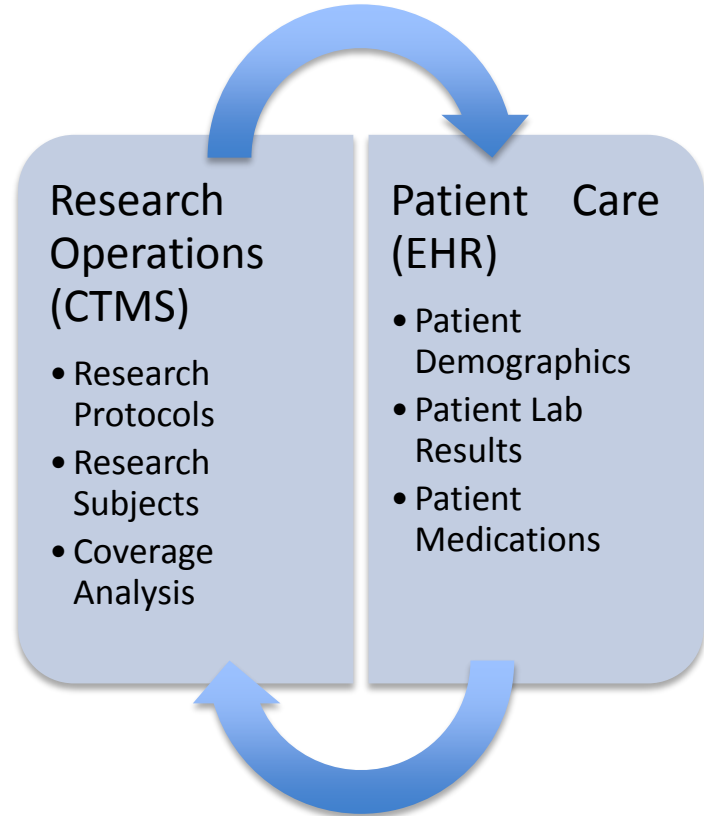 Research
Operations
(CTMS)
• Research
Protocols
• Research
Subjects
• Coverage
Analysis
Patient Care
(EHR)
• Patient
Demographics
• Patient Lab
Results
• Patient
Medications